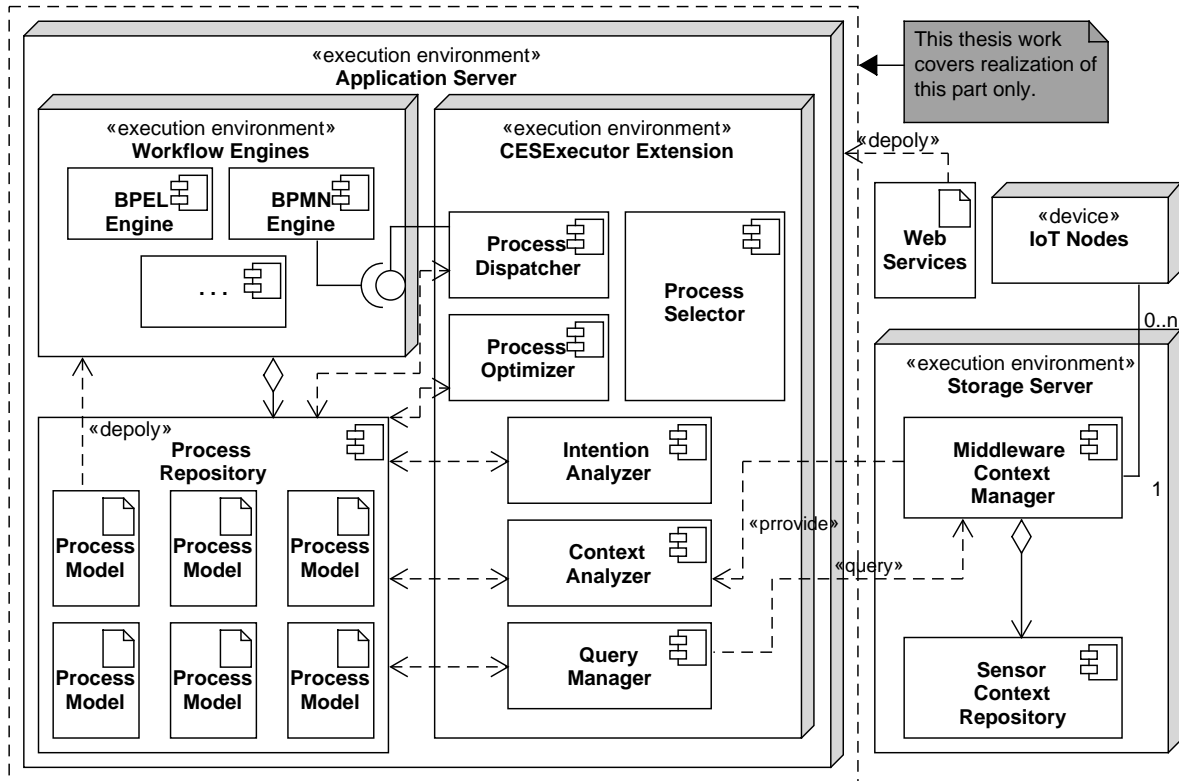 «execution environment»
Application Server
This thesis work
covers realization of
this part only.
«execution environment»
Workflow Engines
BPEL
Engine
BPMN
Engine
. . .
«execution environment»
CESExecutor Extension
Process
Dispatcher
Process
Selector
Process
Optimizer
«depoly»
Web
Services
«device»
IoT Nodes
0..n
«execution environment»
Storage Server
«depoly»
Process
Repository
Process
Model
Process
Model
Process
Model
Process
Model
Process
Model
Process
Model
Intention
Analyzer
Context
Analyzer
Query
Manager
«prrovide»
«query»
Middleware
Context
Manager
1
Sensor
Context
Repository